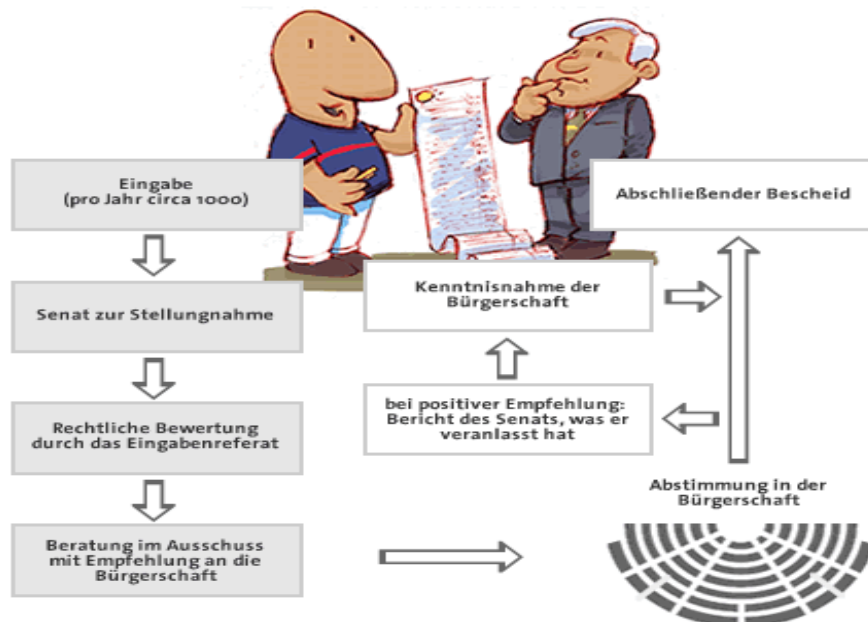 Eingabe
(pro Jahr circa 1000)
Senat zur Stellungnahme
Rechtliche Bewertung
durch das Eingabenreferat
Beratung im Ausschuss
mit Empfehlung an die
Bürgerschaft
Abstimmung in der
Bürgerschaft
bei positiver Empfehlung:
Bericht des Senats, was er
veranlasst hat
Kenntnisnahme der
Bürgerschaft
Abschließender Bescheid